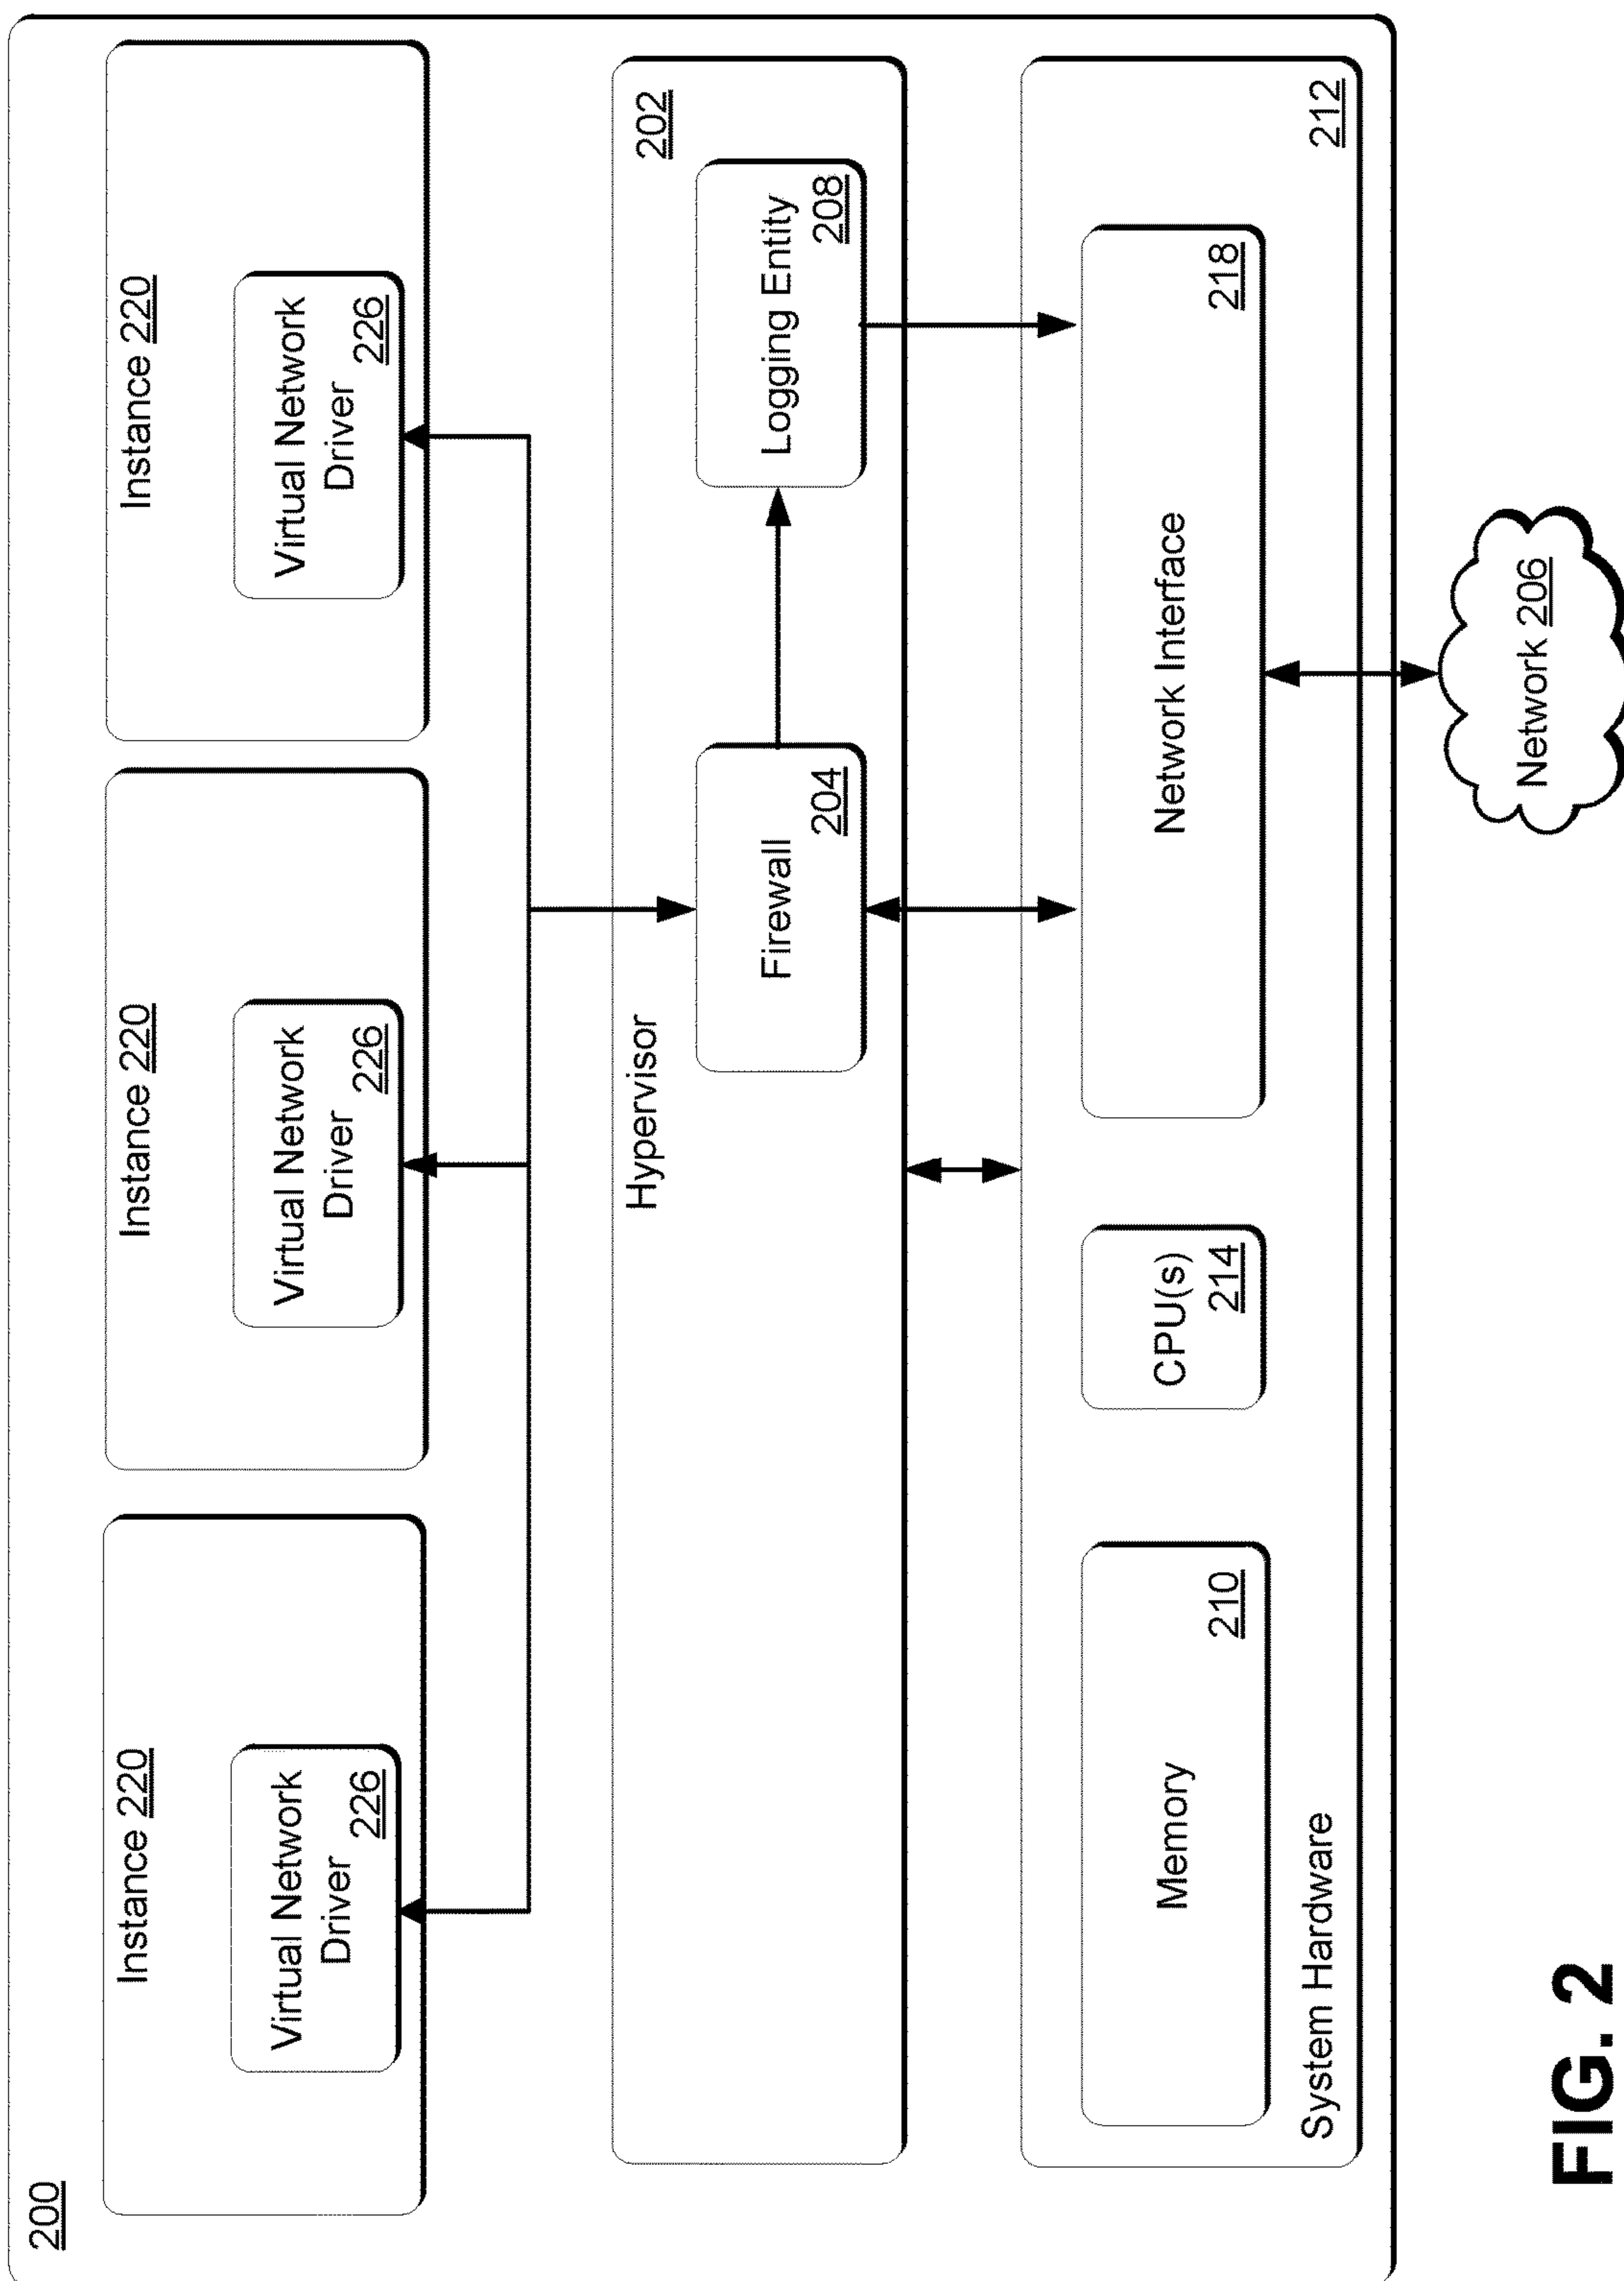 200
Instance 220
Virtual Network
Driver
226
Instance 220
Virtual Network
Driver
226
Instance 220
Virtual Network
Driver
226
Hypervisor
202
Firewall
204
Logging Entity
208
Memory
210
CPU(s)
214
Network Interface
218
System Hardware
212
Network 206
FIG. 2